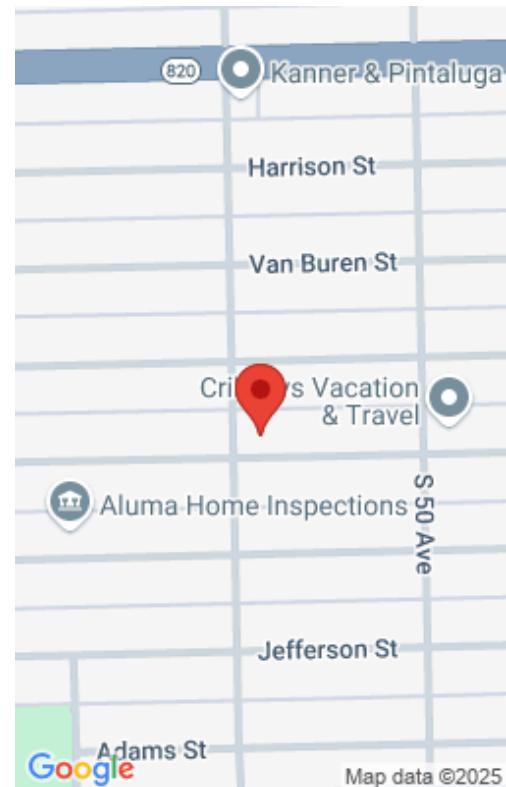 820
Kanner & Pintaluga
Harrison St
Van Buren St
s Vacation
& Travel
Aluma Home Inspections
S 50 Ave
Jefferson St
Adams St
Google
Map data ©2025